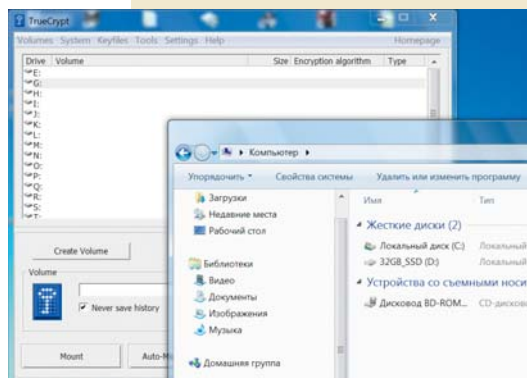 TrueCrypt
Volumes System Keyfiles Tools Settings Help Homepage
Drive Volume Size Encryption algorithm Type
E:
G:
H:
I:
J:
K:
L:
M:
N:
O:
P:
Q:
R:
S:
T:
Create Volume
Volume
Never save history
Mount
Auto-M
Компьютер
Упорядочить Свойства системы Удалить или изменить программу
Загрузки
Недавние места
Рабочий стол
Библиотеки
Видео
Документы
Изображения
Музыка
Домашняя группа
Имя Тип
Жесткие диски (2)
Локальный диск (C:) Локальный
32GB_SSD (D:) Локальный
Устройства со съемными носи
Дисковод BD-ROM... CD-дисково